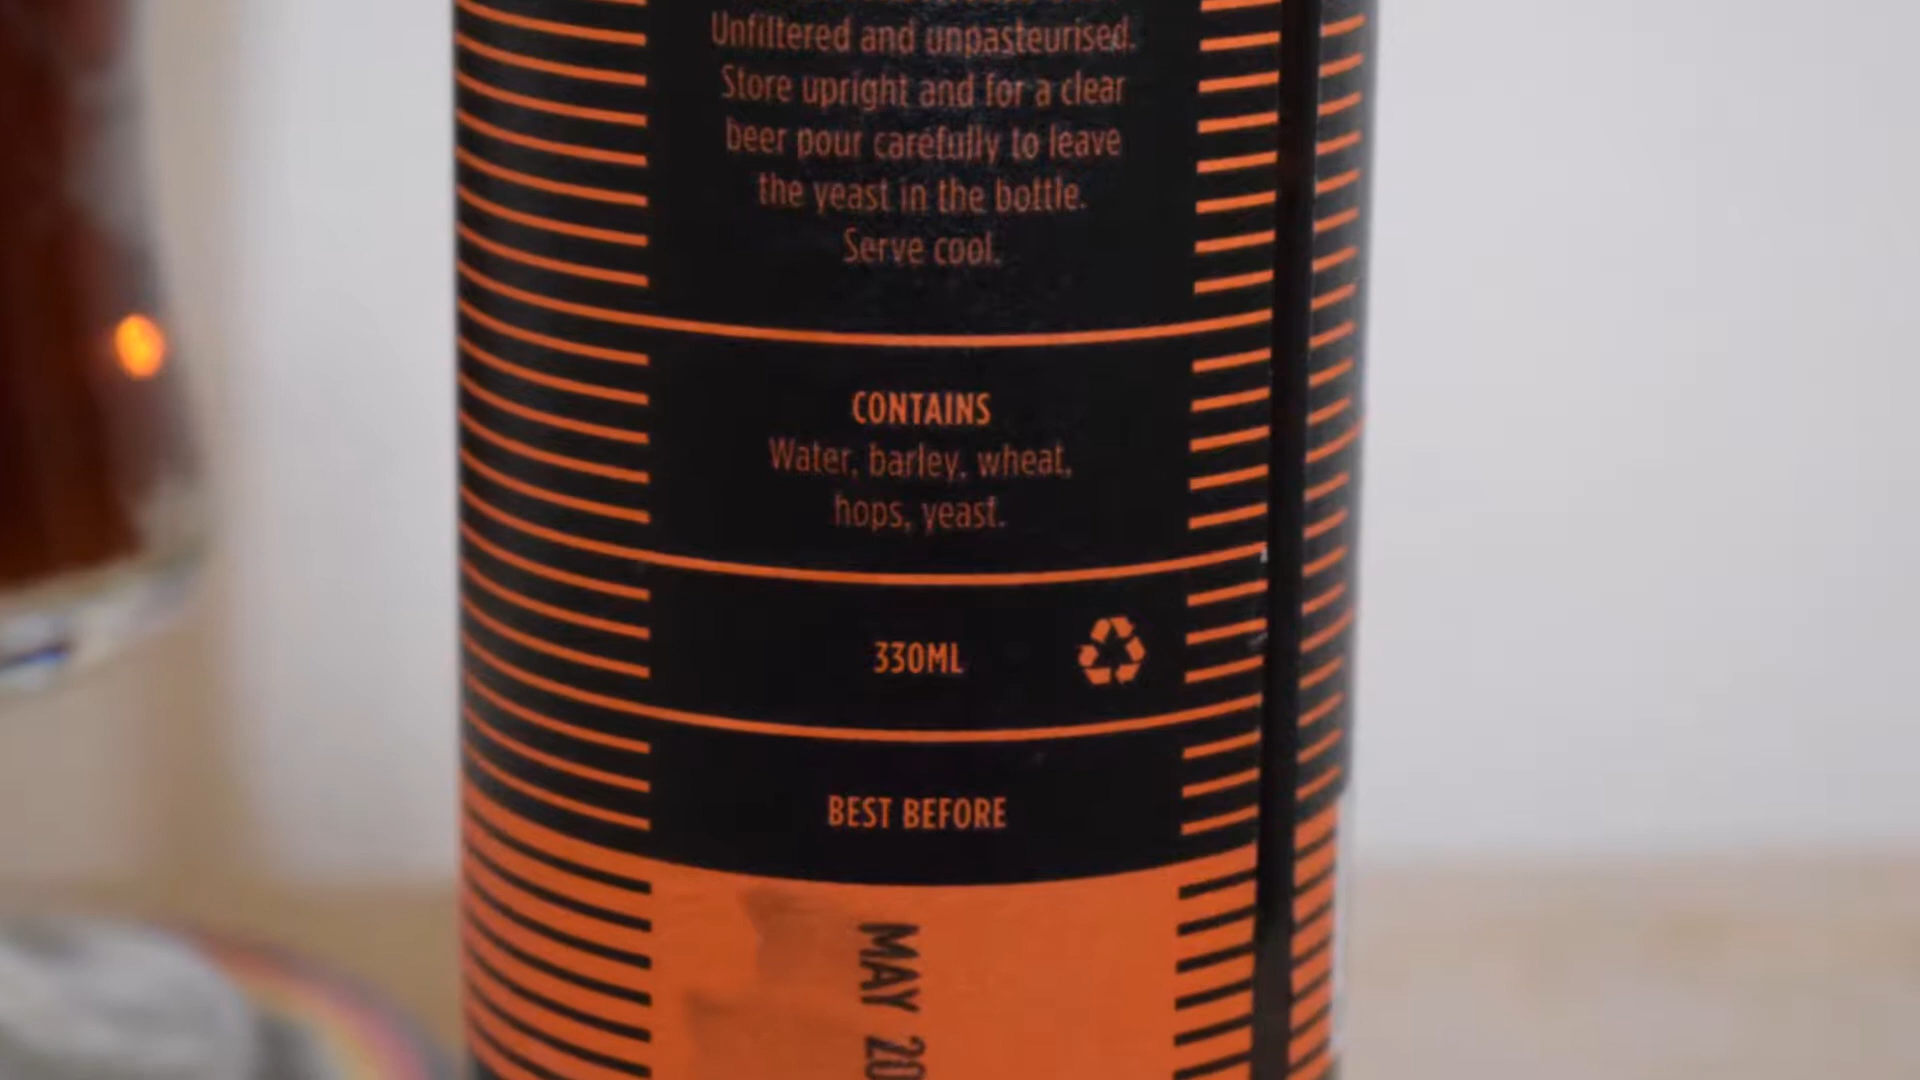 Unfiltered and unpasteurised.
Store upright and for a clear
beer pour carefully to leave
the yeast in the bottle.
Serve cool.
CONTAINS
Water, barley, wheat,
hops, yeast.
330ML
BEST BEFORE
MAY 20